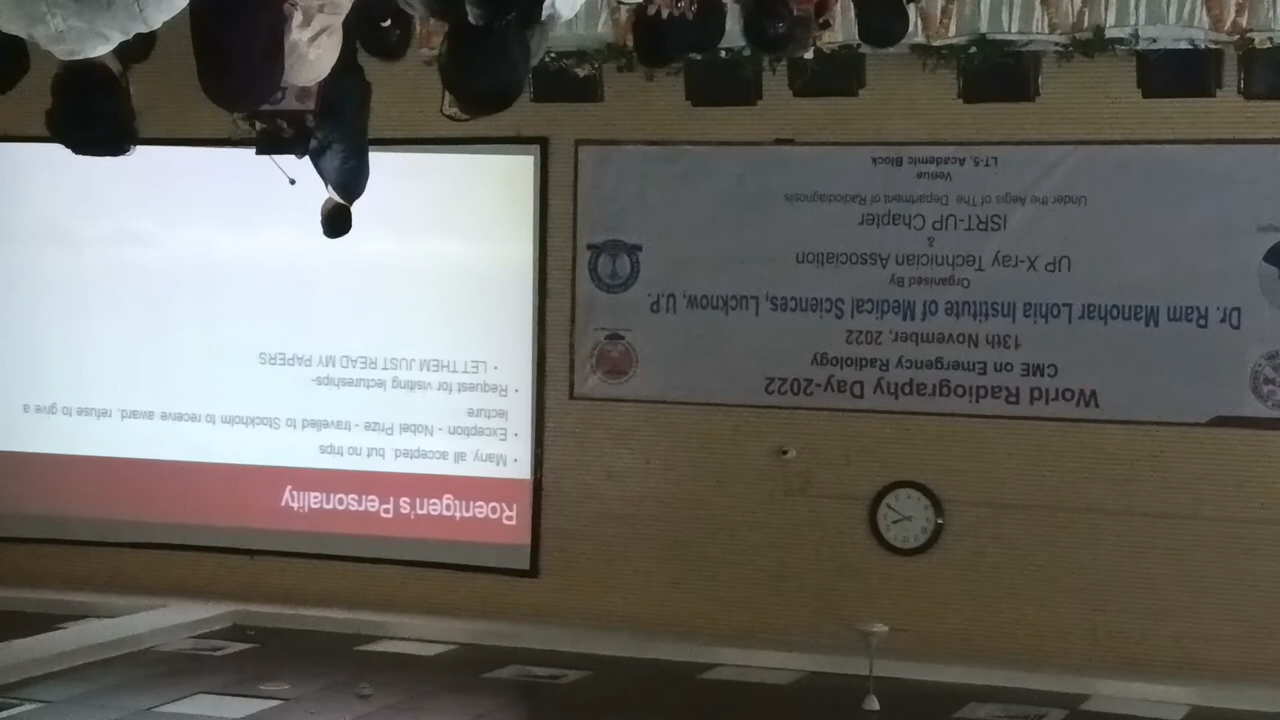 World Radiography Day-2022
CME on Emergency Radiology
13th November, 2022
Dr. Ram Manohar Lohia Institute of Medical Sciences, Lucknow, U.P.
Organised By
UP X-ray Technician Association
&
ISRT-UP Chapter
Under the Aegis of The Department of Radiodiagnosis
Venue
LT-5, Academic Block
Roentgen's Personality
• Many, all accepted, but no trips
• Exception - Nobel Prize - travelled to Stockholm to receive award, refuse to give a
lecture
• Request for visiting lectureships-
• LET THEM JUST READ MY PAPERS